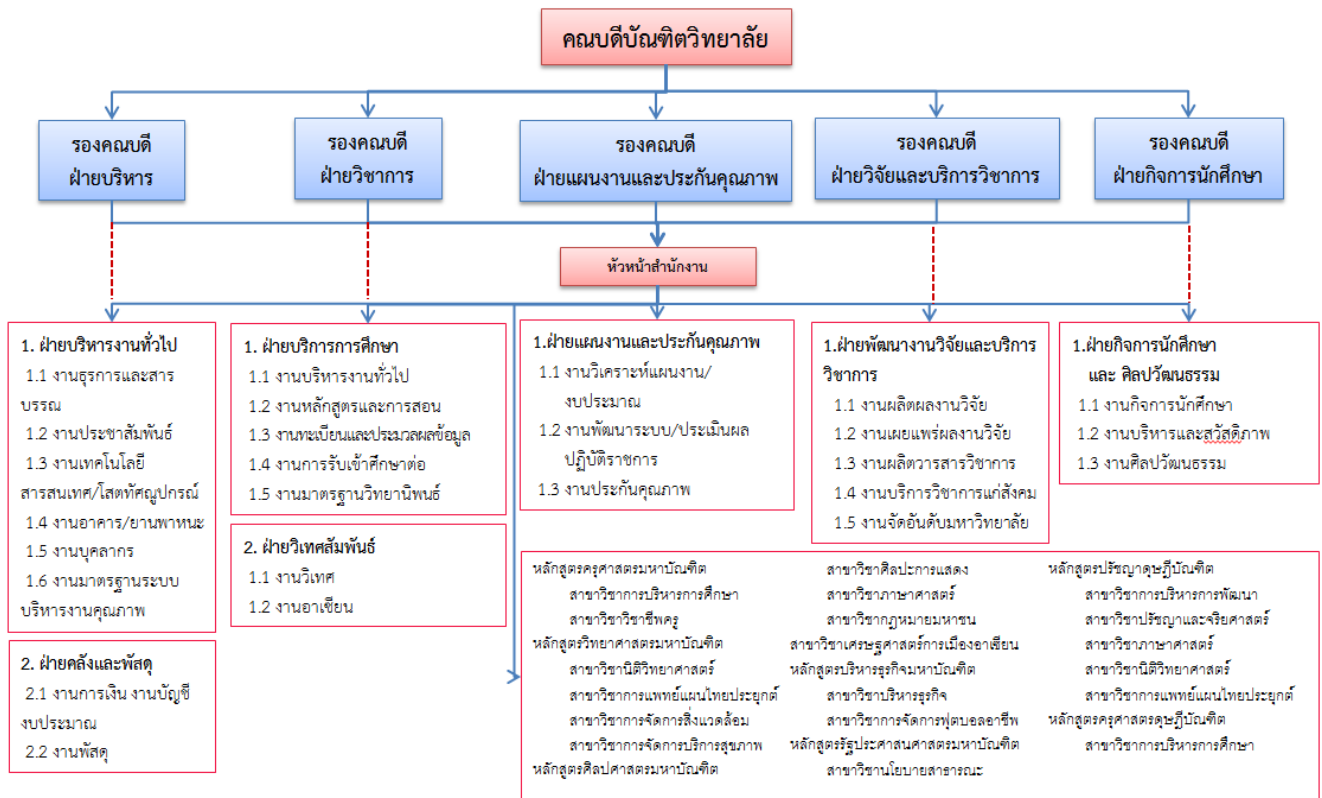 คณบดีบัณฑิตวิทยาลัย
รองคณบดี
ฝ่ายบริหาร
รองคณบดี
ฝ่ายวิชาการ
รองคณบดี
ฝ่ายแผนงานและประกันคุณภาพ
รองคณบดี
ฝ่ายวิจัยและบริการวิชาการ
รองคณบดี
ฝ่ายกิจการนักศึกษา
หัวหน้าสำนักงาน
1. ฝ่ายบริหารงานทั่วไป
1.1 งานธุรการและสาร
บรรณ
1.2 งานประชาสัมพันธ์
1.3 งานเทคโนโลยี
สารสนเทศ/โสตทัศณูปกรณ์
1.4 งานอาคาร/ยานพาหนะ
1.5 งานบุคลากร
1.6 งานมาตรฐานระบบ
บริหารงานคุณภาพ
2. ฝ่ายคลังและพัสดุ
2.1 งานการเงิน งานบัญชี
งบประมาณ
2.2 งานพัสดุ
1. ฝ่ายบริการการศึกษา
1.1 งานบริหารงานทั่วไป
1.2 งานหลักสูตรและการสอน
1.3 งานทะเบียนและประมวลผลข้อมูล
1.4 งานการรับเข้าศึกษาต่อ
1.5 งานมาตรฐานวิทยานิพนธ์
2. ฝ่ายวิเทศสัมพันธ์
1.1 งานวิเทศ
1.2 งานอาเซียน
1.ฝ่ายแผนงานและประกันคุณภาพ
1.1 งานวิเคราะห์แผนงาน/
งบประมาณ
1.2 งานพัฒนาระบบ/ประเมินผล
ปฏิบัติราชการ
1.3 งานประกันคุณภาพ
1.ฝ่ายพัฒนางานวิจัยและบริการ
วิชาการ
1.1 งานผลิตผลงานวิจัย
1.2 งานเผยแพร่ผลงานวิจัย
1.3 งานผลิตวารสารวิชาการ
1.4 งานบริการวิชาการแก่สังคม
1.5 งานจัดอันดับมหาวิทยาลัย
1.ฝ่ายกิจการนักศึกษา
และ ศิลปวัฒนธรรม
1.1 งานกิจการนักศึกษา
1.2 งานบริหารและสวัสดิภาพ
1.3 งานศิลปวัฒนธรรม
หลักสูตรครุศาสตรมหาบัณฑิต
สาขาวิชาการบริหารการศึกษา
สาขาวิชาวิชาชีพครู
หลักสูตรวิทยาศาสตรมหาบัณฑิต
สาขาวิชานิติวิทยาศาสตร์
สาขาวิชาการแพทย์แผนไทยประยุกต์
สาขาวิชาการจัดการสิ่งแวดล้อม
สาขาวิชาการจัดการบริการสุขภาพ
หลักสูตรศิลปศาสตรมหาบัณฑิต
สาขาวิชาศิลปะการแสดง
สาขาวิชาภาษาศาสตร์
สาขาวิชากฎหมายมหาชน
สาขาวิชาเศรษฐศาสตร์การเมืองอาเซียน
หลักสูตรบริหารธุรกิจมหาบัณฑิต
สาขาวิชาบริหารธุรกิจ
สาขาวิชาการจัดการฟุตบอลอาชีพ
หลักสูตรรัฐประศาสนศาสตรมหาบัณฑิต
สาขาวิชานโยบายสาธารณะ
หลักสูตรปรัชญาดุษฎีบัณฑิต
สาขาวิชาการบริหารการพัฒนา
สาขาวิชาปรัชญาและจริยศาสตร์
สาขาวิชาภาษาศาสตร์
สาขาวิชานิติวิทยาศาสตร์
สาขาวิชาการแพทย์แผนไทยประยุกต์
หลักสูตรครุศาสตรดุษฎีบัณฑิต
สาขาวิชาการบริหารการศึกษา